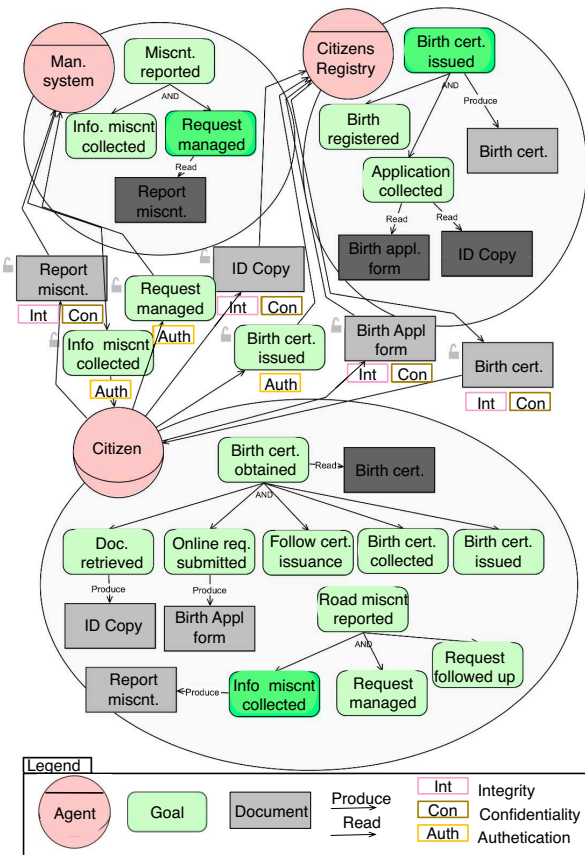 Man.
system
Miscnt.
reported
AND
Info. miscnt
collected
Request
managed
Read
Report
miscnt.
Citizens
Registry
Birth cert.
issued
AND
Produce
Birth
registered
Birth cert.
Application
collected
Read
Read
Birth appl.
form
ID Copy
Report
miscnt.
Int
Con
Info miscnt
collected
Auth
Request
managed
Auth
ID Copy
Int
Con
Birth cert.
issued
Auth
Birth Appl
form
Int
Con
Birth cert.
Int
Con
Citizen
Birth cert.
obtained
Read
Birth cert.
AND
Doc.
retrieved
Online req.
submitted
Follow cert.
issuance
Birth cert.
collected
Birth cert.
issued
Produce
Produce
ID Copy
Birth Appl
form
Road miscnt
reported
AND
Report
miscnt.
Produce
Info miscnt
collected
Request
managed
Request
followed up
Legend
Agent
Goal
Document
Produce
Read
Int
Integrity
Con
Confidentiality
Auth
Authetication